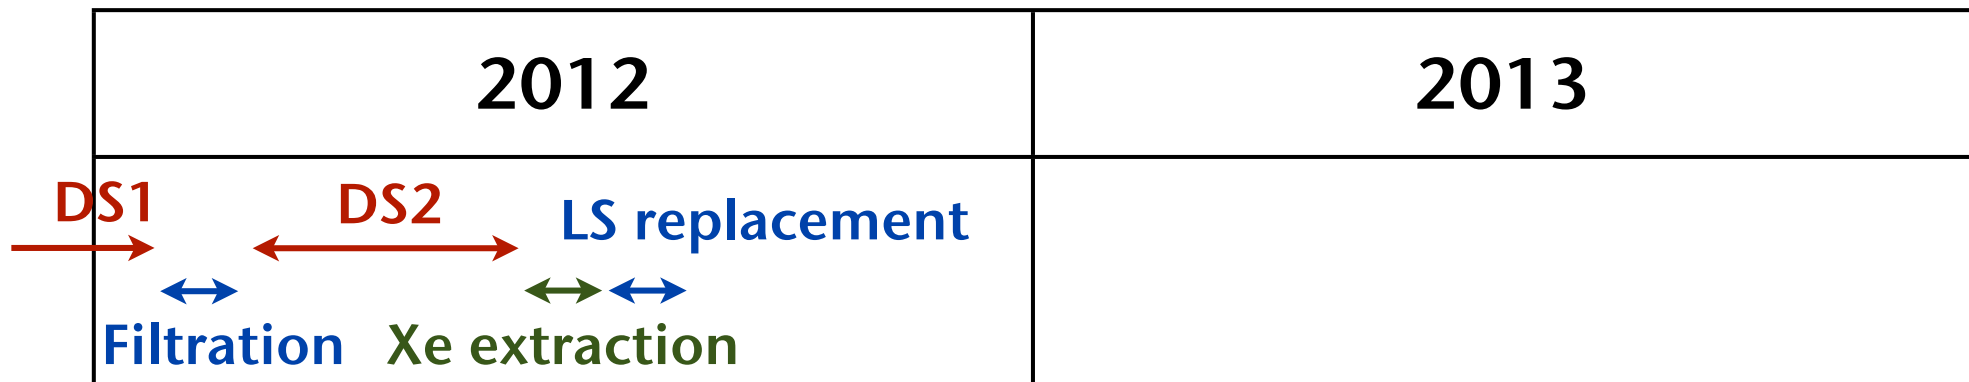 2012
2013
DS1
DS2
LS replacement
Filtration
Xe extraction